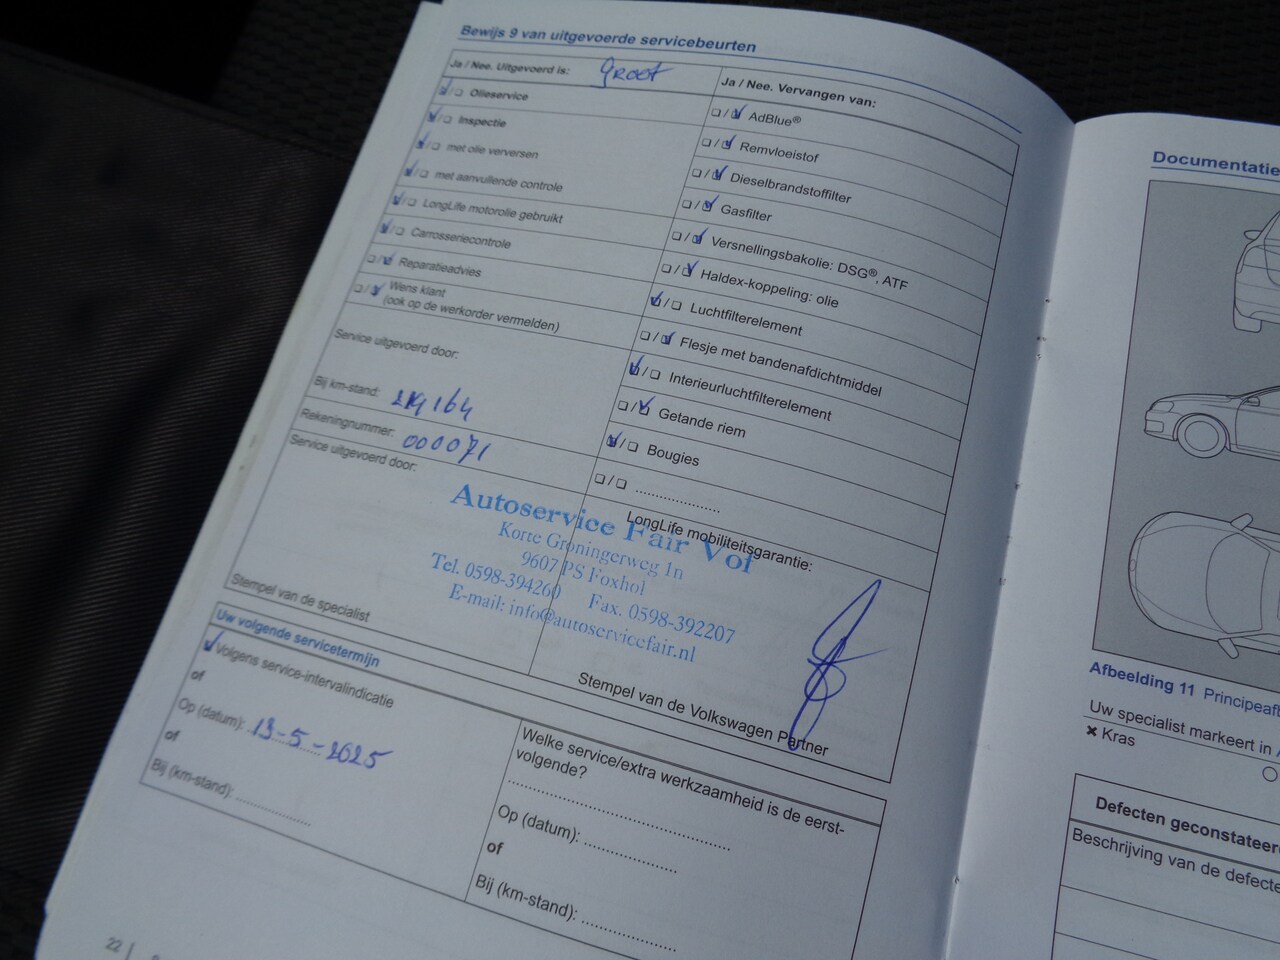 Bewijs 9 van uitgevoerde servicebeurten
Ja / Nee. Uitgevoerd is: Groot
Olieservice
Inspectie
met olie verversen
met aanvullende controle
LongLife motorolie gebruikt
Carrosseriecontrole
Reparatieadvies
Wens klant
(ook op de werkorder vermelden)
Service uitgevoerd door:
Bij km-stand:
Rekeningnummer: 000071
Service uitgevoerd door:
Stempel van de specialist
Ja / Nee. Vervangen van:
AdBlue®
Remvloeistof
Dieselbrandstoffilter
Gasfilter
Versnellingsbakolie: DSG®, ATF
Haldex-koppeling: olie
Luchtfilterelement
Flesje met bandenafdichtmiddel
Interieurluchtfilterelement
Getande riem
Bougies
....................
LongLife mobiliteitsgarantie:
Autoservice Fair Vof
Korte Groningerweg 1n
9607 PS Foxhol
Tel. 0598-394260 Fax. 0598-392207
E-mail: info@autoservicefair.nl
Stempel van de Volkswagen Partner
Uw volgende servicetermijn
Volgens service-intervalindicatie
of
Op (datum): 13-5-2025
of
Bij (km-stand): ..................
Welke service/extra werkzaamheid is de eerst-
volgende?
Op (datum): ..................
of
Bij (km-stand): ..................
22
Documentatie
Afbeelding 11
Uw specialist markeert in
Kras
Defecten
Beschrijving van de